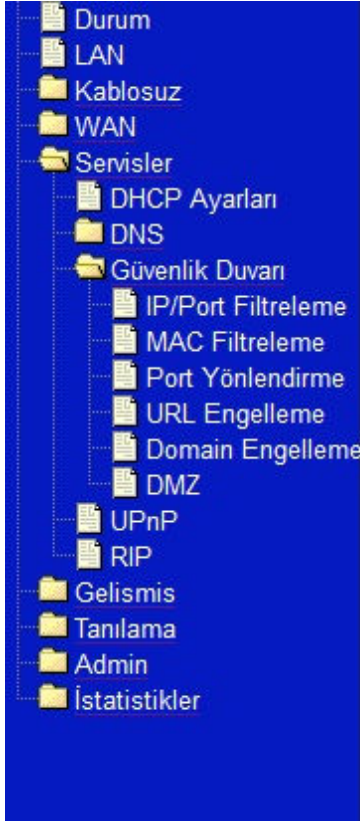 Durum
LAN
Kablosuz
WAN
Servisler
DHCP Ayarları
DNS
Güvenlik Duvarı
IP/Port Filtreleme
MAC Filtreleme
Port Yönlendirme
URL Engelleme
Domain Engelleme
DMZ
UPnP
RIP
Gelismis
Tanılama
Admin
İstatistikler